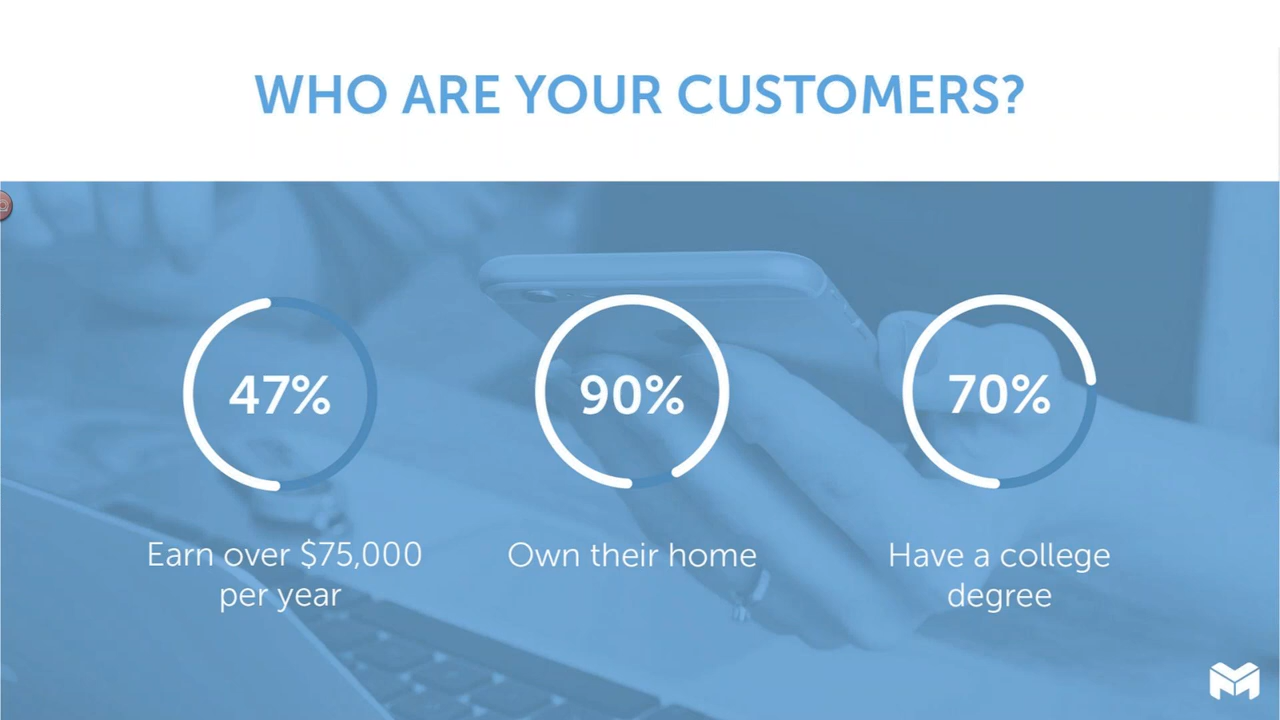 WHO ARE YOUR CUSTOMERS?
47%
90%
70%
Earn over $75,000
per year
Own their home
Have a college
degree